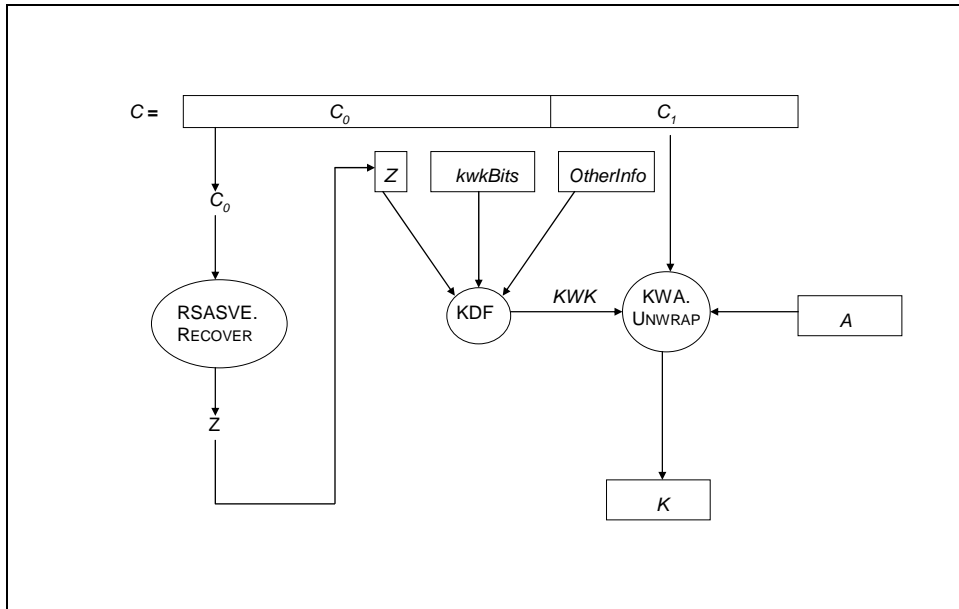 C = C0 C1
Z kwkBits OtherInfo
C0
RSASVE.
RECOVER
KDF
KWK
KWA.
UNWRAP
A
Z
K